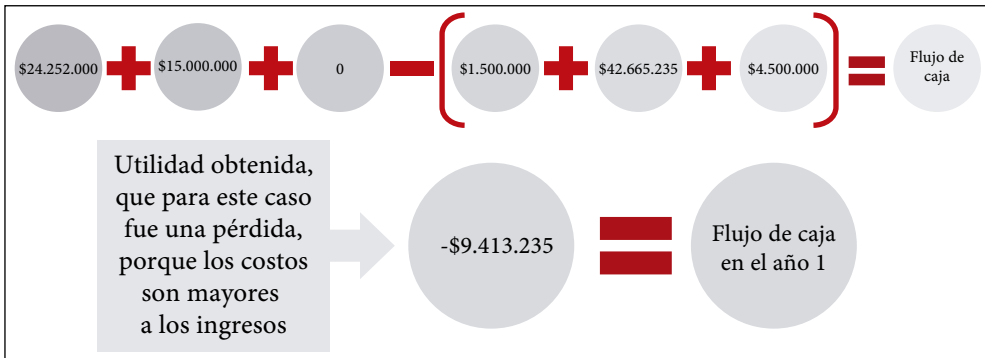 $24.252.000 + $15.000.000 + 0 - ( $1.500.000 + $42.665.235 + $4.500.000 ) = Flujo de
caja
Utilidad obtenida,
que para este caso
fue una pérdida,
porque los costos
son mayores
a los ingresos
-$9.413.235 =
Flujo de caja
en el año 1